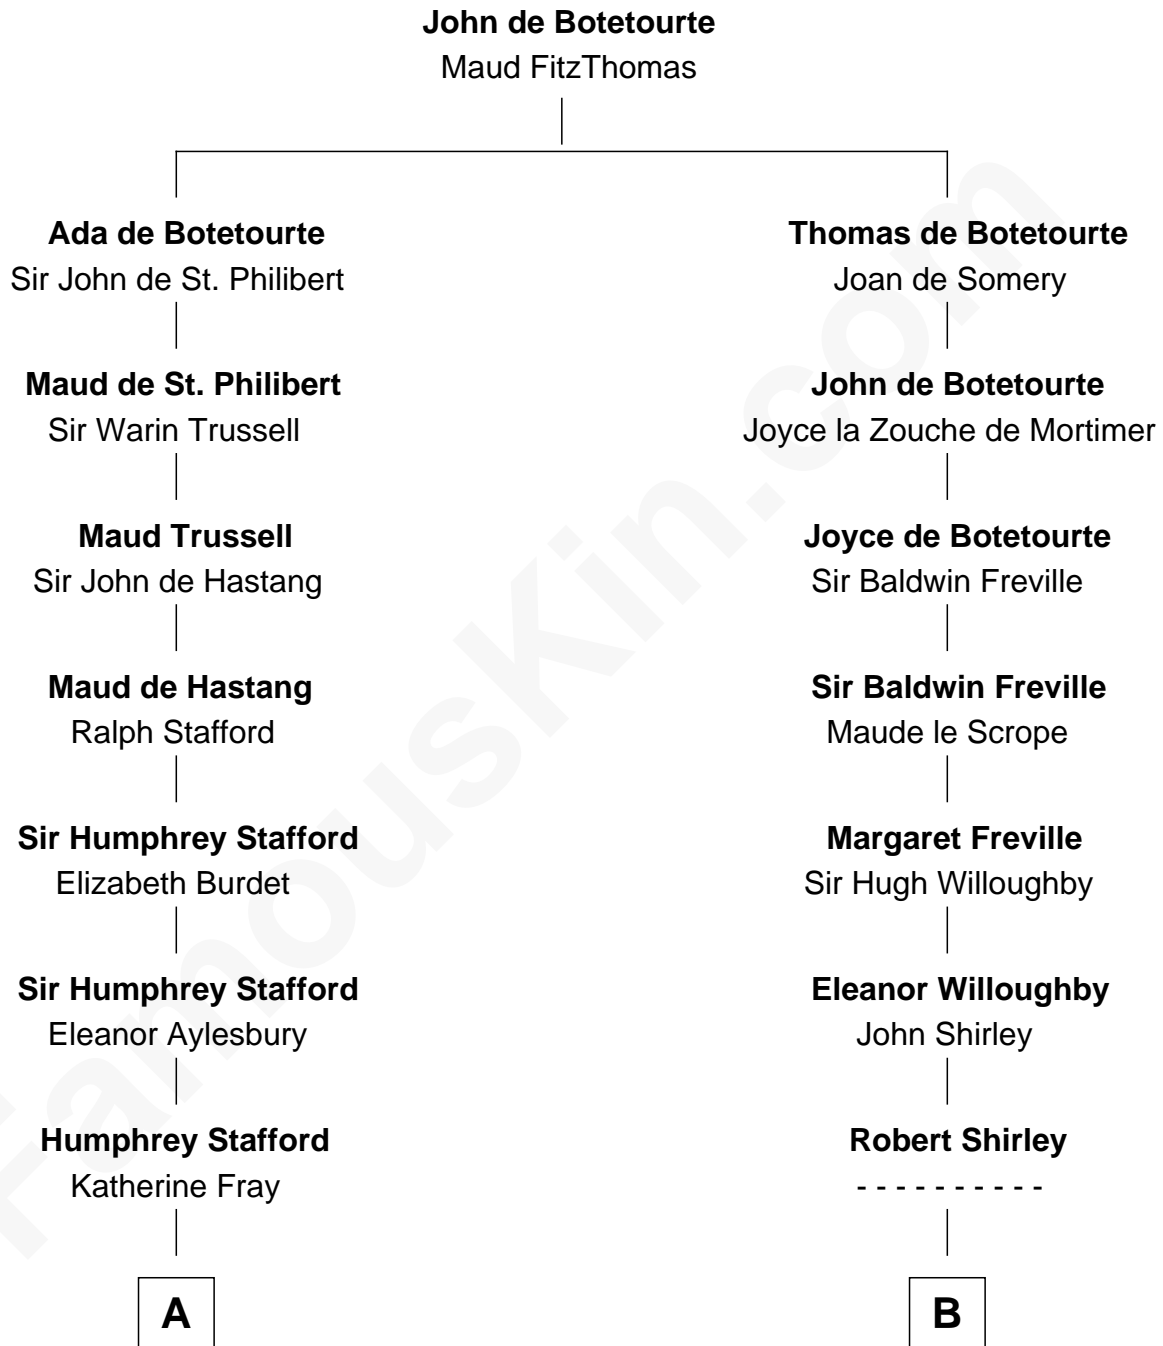 John de Botetourte
Maud FitzThomas
Ada de Botetourte
Sir John de St. Philibert
Thomas de Botetourte
Joan de Somery
Maud de St. Philibert
Sir Warin Trussell
John de Botetourte
Joyce la Zouche de Mortimer
Maud Trussell
Sir John de Hastang
Joyce de Botetourte
Sir Baldwin Freville
Maud de Hastang
Ralph Stafford
Sir Baldwin Freville
Maude le Scrope
Sir Humphrey Stafford
Elizabeth Burdet
Margaret Freville
Sir Hugh Willoughby
Sir Humphrey Stafford
Eleanor Aylesbury
Eleanor Willoughby
John Shirley
Humphrey Stafford
Katherine Fray
Robert Shirley
- - - - - - - - - -
A
B
FamousKin.com